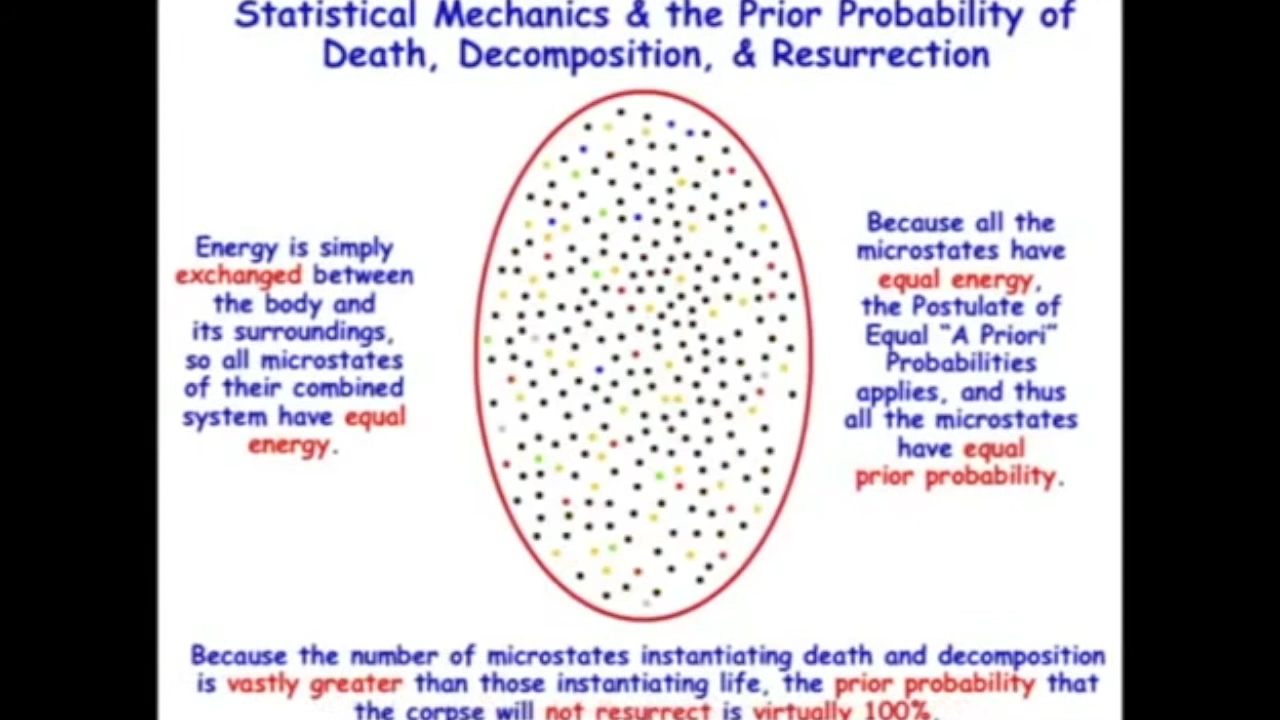 Statistical Mechanics & the Prior Probability of
Death, Decomposition, & Resurrection
Energy is simply
exchanged between
the body and
its surroundings,
so all microstates
of their combined
system have equal
energy.
Because all the
microstates have
equal energy,
the Postulate of
Equal “A Priori”
Probabilities
applies, and thus
all the microstates
have equal
prior probability.
Because the number of microstates instantiating death and decomposition
is vastly greater than those instantiating life, the prior probability that
the corpse will not resurrect is virtually 100%.